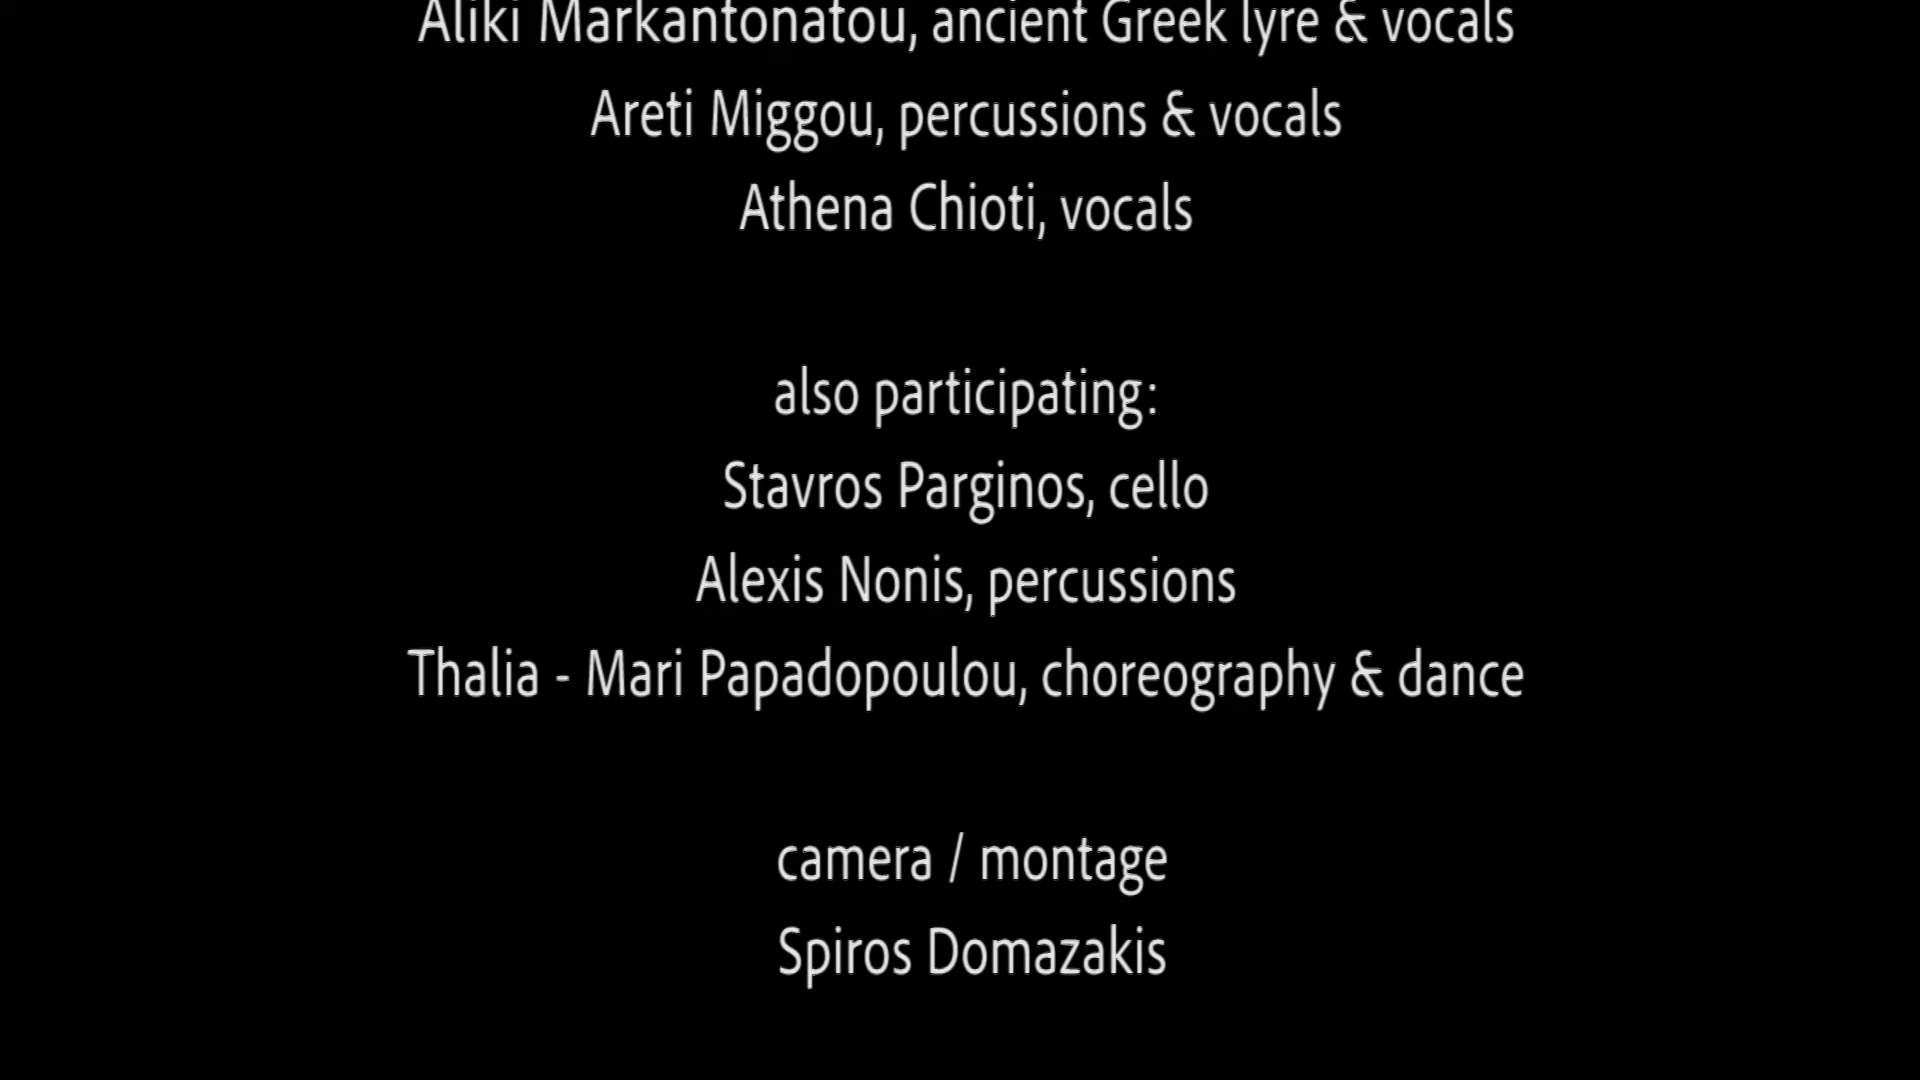 Aliki Markantonatou, ancient Greek lyre & vocals
Areti Miggou, percussions & vocals
Athena Chioti, vocals
also participating:
Stavros Parginos, cello
Alexis Nonis, percussions
Thalia - Mari Papadopoulou, choreography & dance
camera / montage
Spiros Domazakis